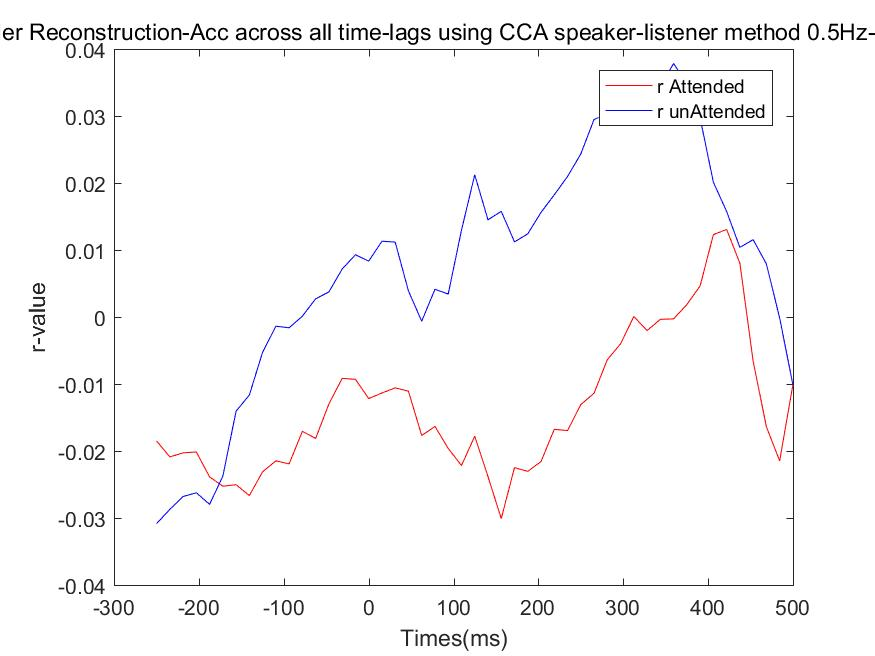 er Reconstruction-Acc across all time-lags using CCA speaker-listener method 0.5Hz-
0.04
0.03
0.02
0.01
0
-0.01
-0.02
-0.03
-0.04
r-value
r Attended
r unAttended
-300 -200 -100 0 100 200 300 400 500
Times(ms)